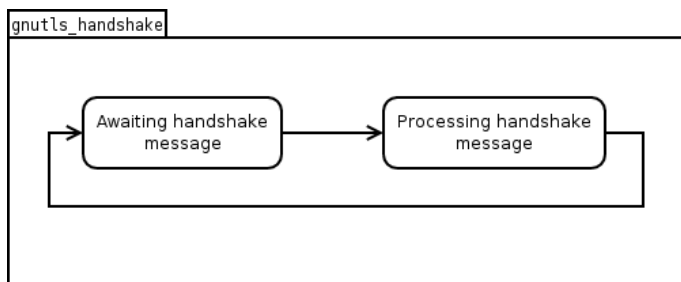 gnutls_handshake
Awaiting handshake
message
Processing handshake
message